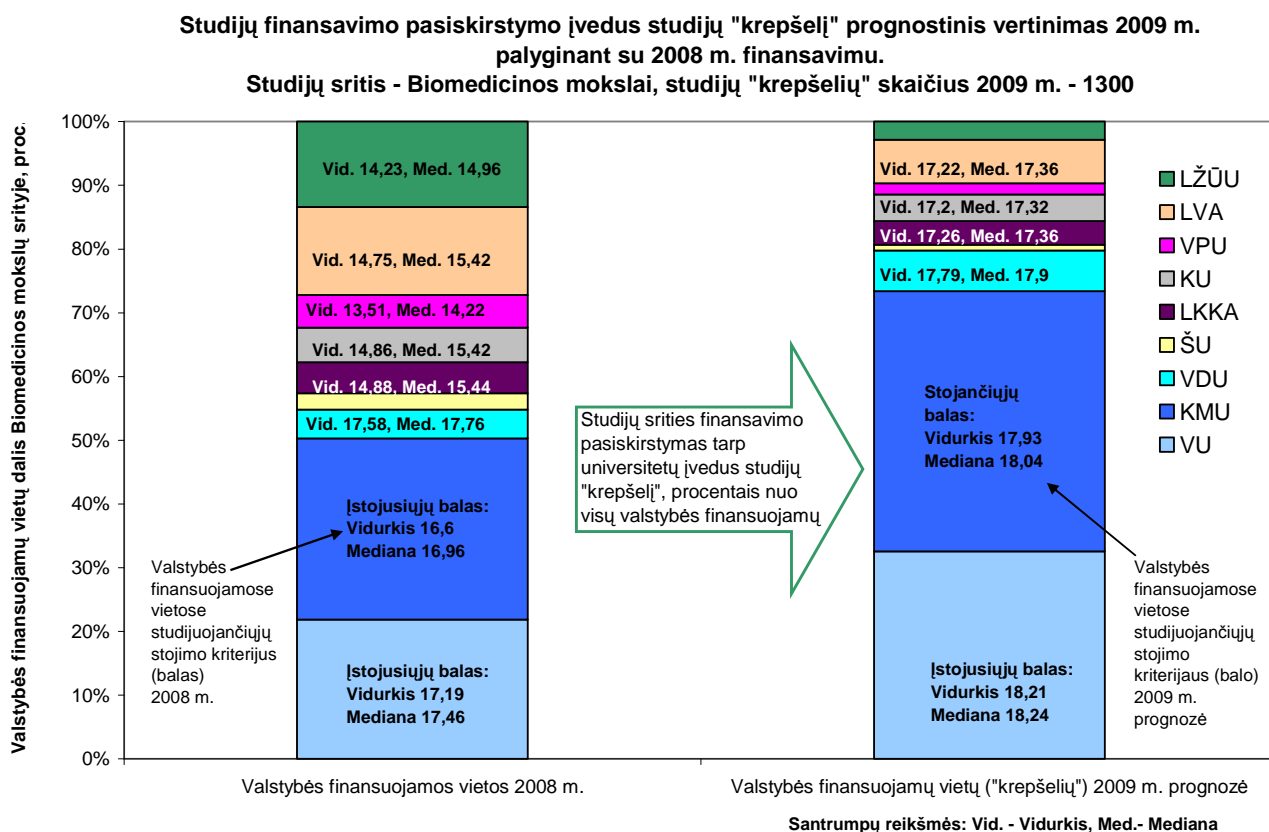 Studijų finansavimo pasiskirstymo įvedus studijų "krepšelį" prognostinis vertinimas 2009 m.
palyginant su 2008 m. finansavimu.
Studijų sritis - Biomedicinos mokslai, studijų "krepšelių" skaičius 2009 m. - 1300
Valstybės finansuojamų vietų dalis Biomedicinos mokslų srityje, proc.
100%
90%
80%
70%
60%
50%
40%
30%
20%
10%
0%
Vid. 14,23, Med. 14,96
Vid. 14,75, Med. 15,42
Vid. 13,51, Med. 14,22
Vid. 14,86, Med. 15,42
Vid. 14,88, Med. 15,44
Vid. 17,58, Med. 17,76
Įstojusiųjų balas:
Vidurkis 16,6
Mediana 16,96
Įstojusiųjų balas:
Vidurkis 17,19
Mediana 17,46
Valstybės
finansuojamose
vietose
studijuojančiųjų
stojimo kriterijus
(balas)
2008 m.
Studijų srities finansavimo
pasiskirstymas tarp
universitetų įvedus studijų
"krepšelį", procentais nuo
visų valstybės finansuojamų
Vid. 17,22, Med. 17,36
Vid. 17,2, Med. 17,32
Vid. 17,26, Med. 17,36
Vid. 17,79, Med. 17,9
Stojančiųjų
balas:
Vidurkis 17,93
Mediana 18,04
Įstojusiųjų balas:
Vidurkis 18,21
Mediana 18,24
Valstybės
finansuojamose
vietose
studijuojančiųjų
stojimo
kriterijaus (balo)
2009 m.
prognozė
LŽŪU
LVA
VPU
KU
LKKA
ŠU
VDU
KMU
VU
Valstybės finansuojamos vietos 2008 m.
Valstybės finansuojamų vietų ("krepšelių") 2009 m. prognozė
Santrumpų reikšmės: Vid. - Vidurkis, Med.- Mediana